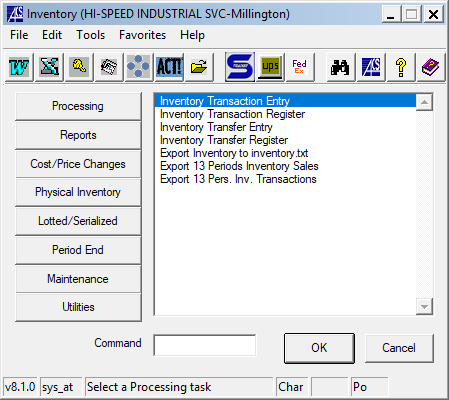 Inventory (HI-SPEED INDUSTRIAL SVC-Millington)
File Edit Tools Favorites Help
W X ACT! S ups Fed Ex AS ?
Processing
Reports
Cost/Price Changes
Physical Inventory
Lotted/Serialized
Period End
Maintenance
Utilities
Inventory Transaction Entry
Inventory Transaction Register
Inventory Transfer Entry
Inventory Transfer Register
Export Inventory to inventory.txt
Export 13 Periods Inventory Sales
Export 13 Pers. Inv. Transactions
Command
OK
Cancel
v8.1.0 sys_at Select a Processing task Char Po